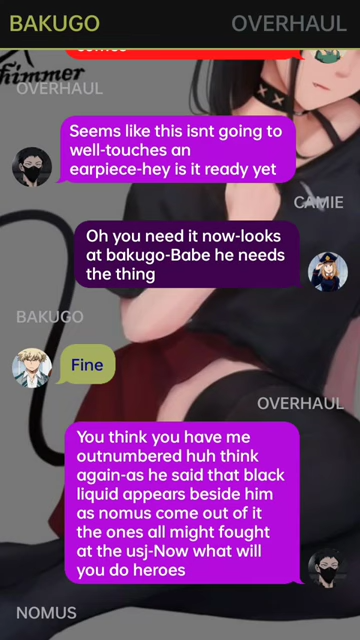 BAKUGO
OVERHAUL
himmer
OVERHAUL
Seems like this isnt going to
well-touches an
earpiece-hey is it ready yet
CAMIE
Oh you need it now-looks
at bakugo-Babe he needs
the thing
BAKUGO
Fine
OVERHAUL
You think you have me
outnumbered huh think
again-as he said that black
liquid appears beside him
as nomus come out of it
the ones all might fought
at the usj-Now what will
you do heroes
NOMUS